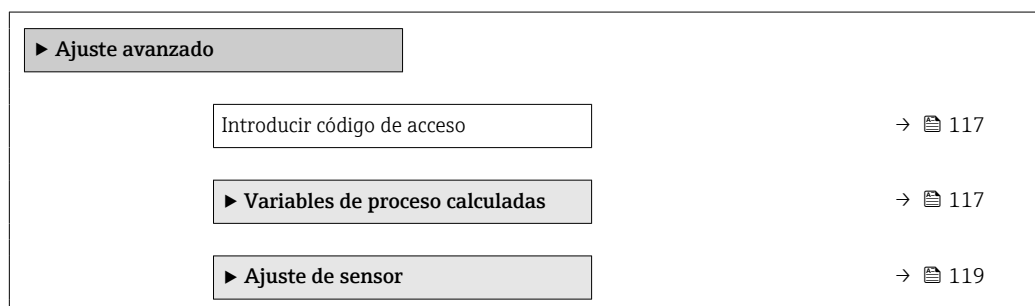 ▶ Ajuste avanzado
Introducir código de acceso → 117
▶ Variables de proceso calculadas → 117
▶ Ajuste de sensor → 119